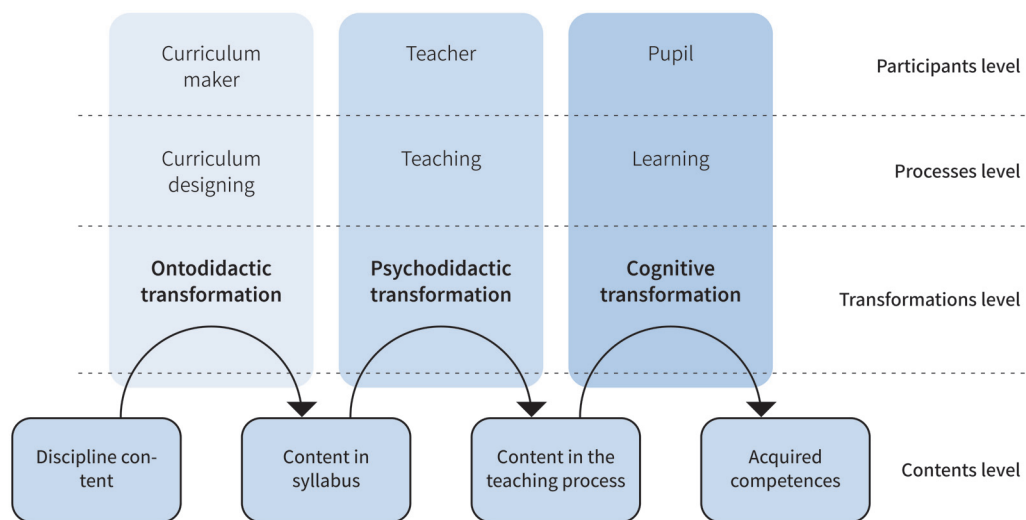 Curriculum
maker
Teacher
Pupil
Participants level
Curriculum
designing
Teaching
Learning
Processes level
Ontodidactic
transformation
Psychodidactic
transformation
Cognitive
transformation
Transformations level
Discipline con-
tent
Content in
syllabus
Content in the
teaching process
Acquired
competences
Contents level